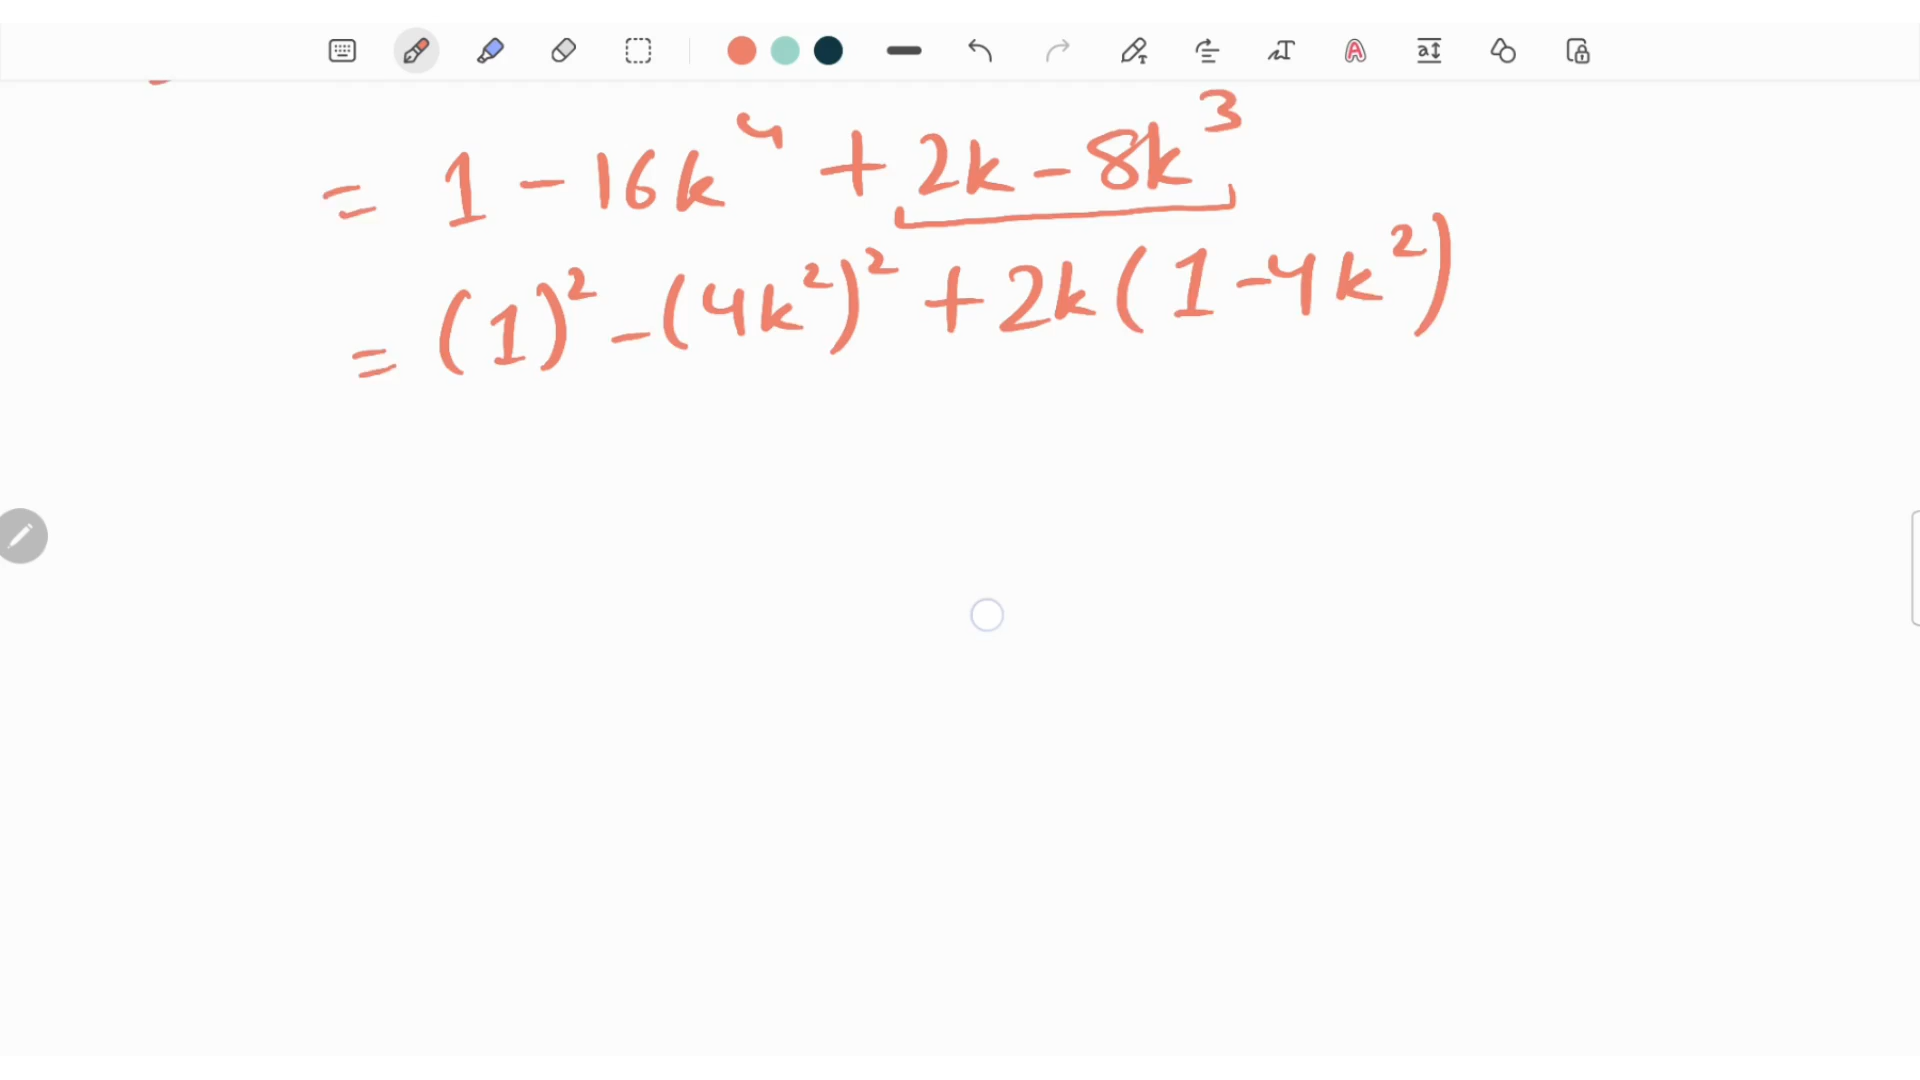 = 1 - 16k⁴ + 2k - 8k³
= (1)² - (4k²)² + 2k(1 - 4k²)